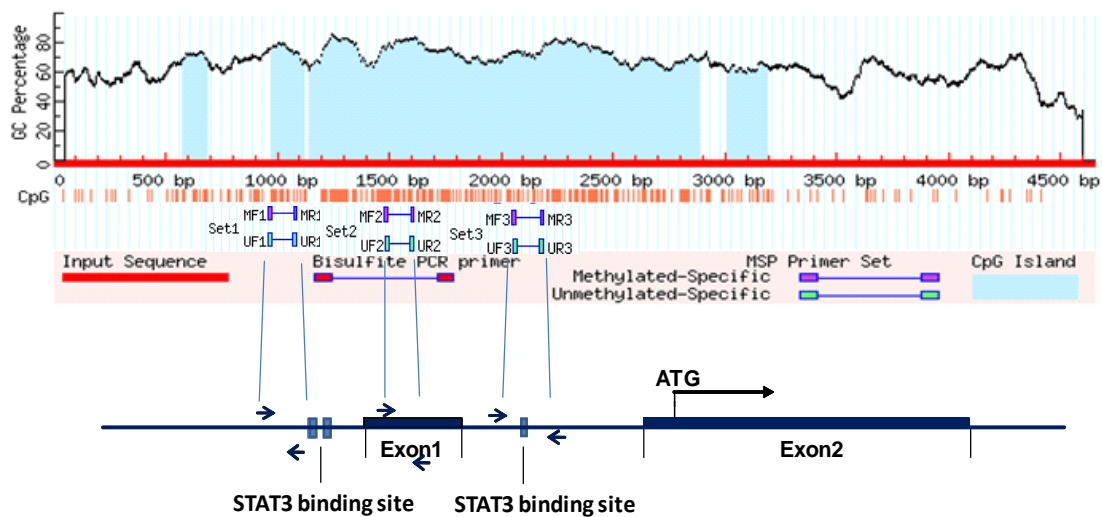 GC Percentage
80
60
40
20
0
0 500 bp 1000 bp 1500 bp 2000 bp 2500 bp 3000 bp 3500 bp 4000 bp 4500 bp
CpG
MF1 MR1 MF2 MR2 MF3 MR3
Set1 Set2 Set3
UF1 UR1 UF2 UR2 UF3 UR3
Input Sequence Bisulfite PCR primer MSP Primer Set CpG Island
Methylated-Specific
Unmethylated-Specific
ATG
Exon1 Exon2
STAT3 binding site STAT3 binding site